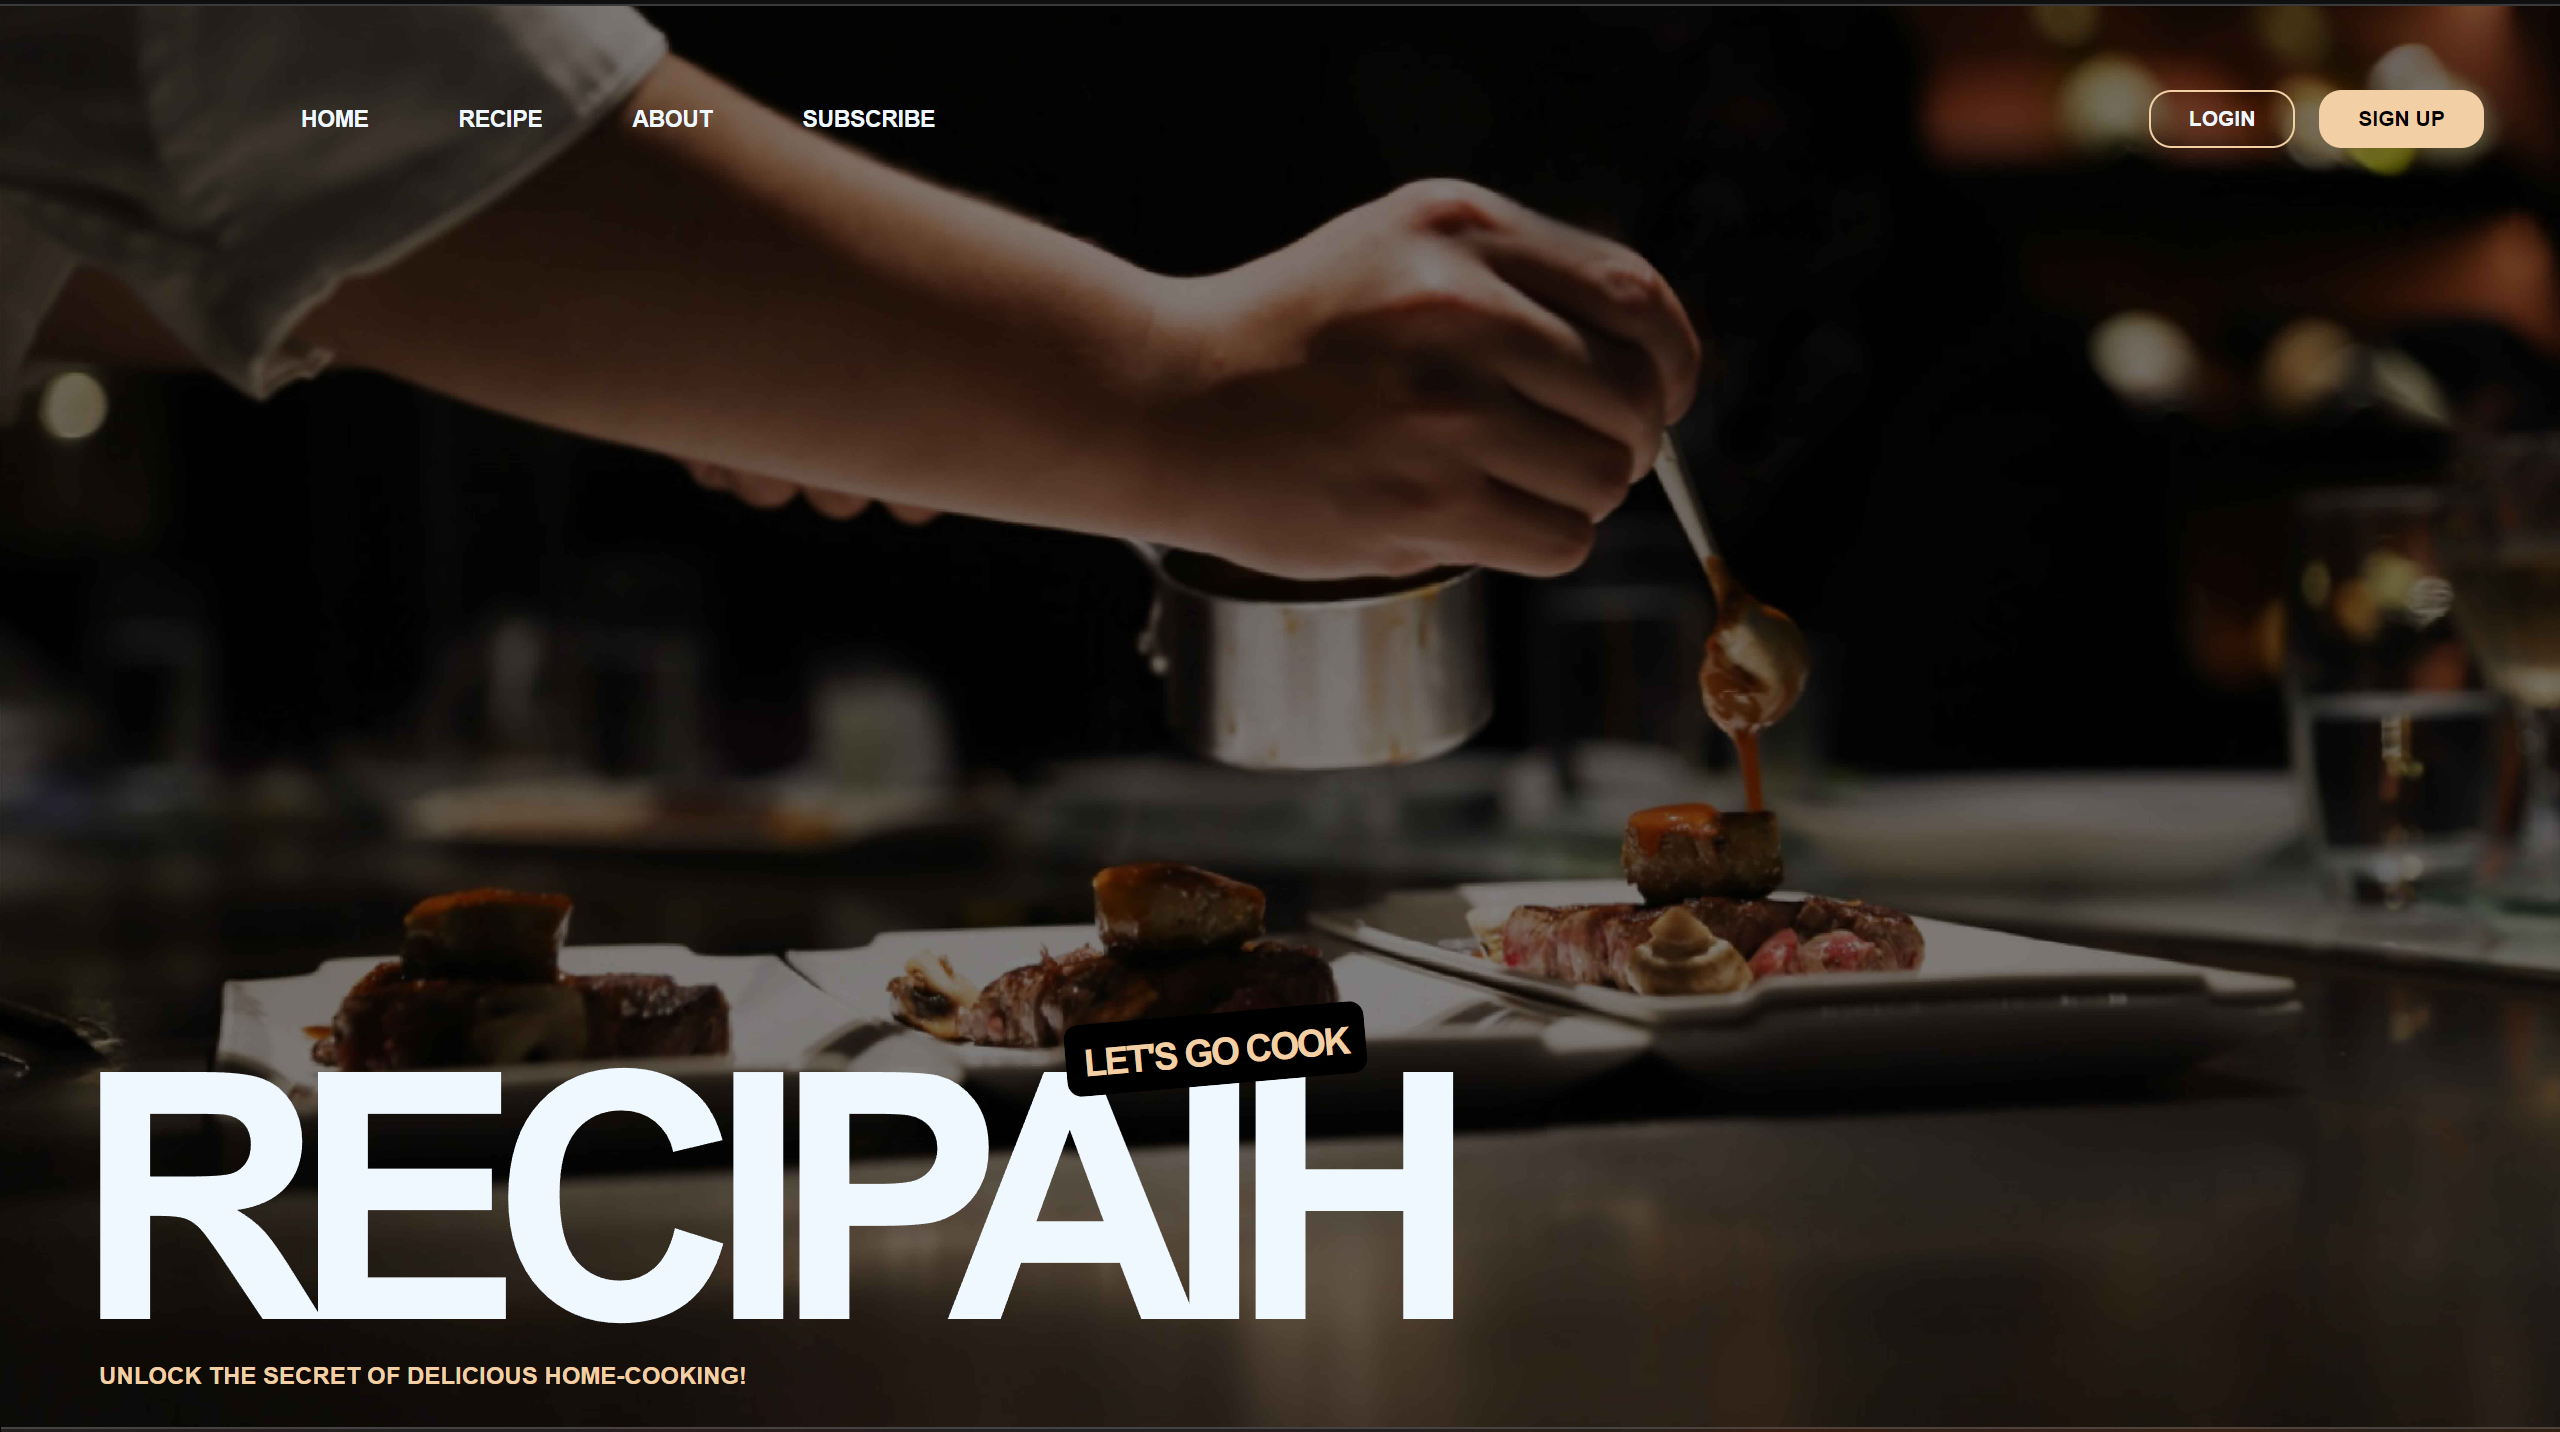 HOME RECIPE ABOUT SUBSCRIBE LOGIN SIGN UP
LET'S GO COOK
RECIPAIH
UNLOCK THE SECRET OF DELICIOUS HOME-COOKING!